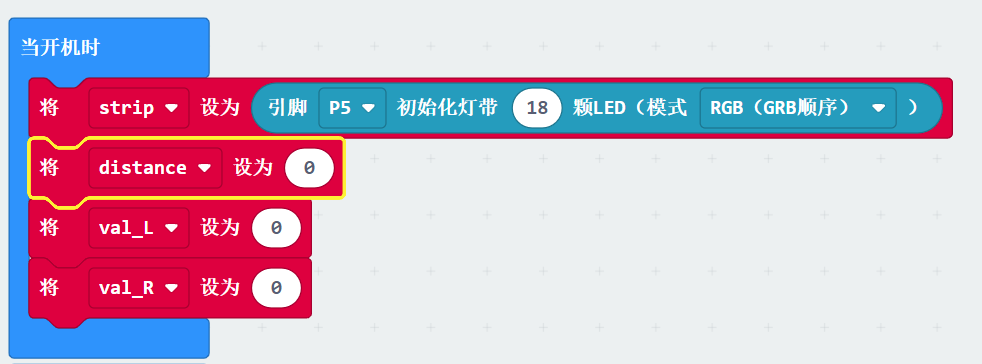 当开机时
将 strip 设为 引脚 P5 初始化灯带 18 颗LED（模式 RGB（GRB顺序） ）
将 distance 设为 0
将 val_L 设为 0
将 val_R 设为 0